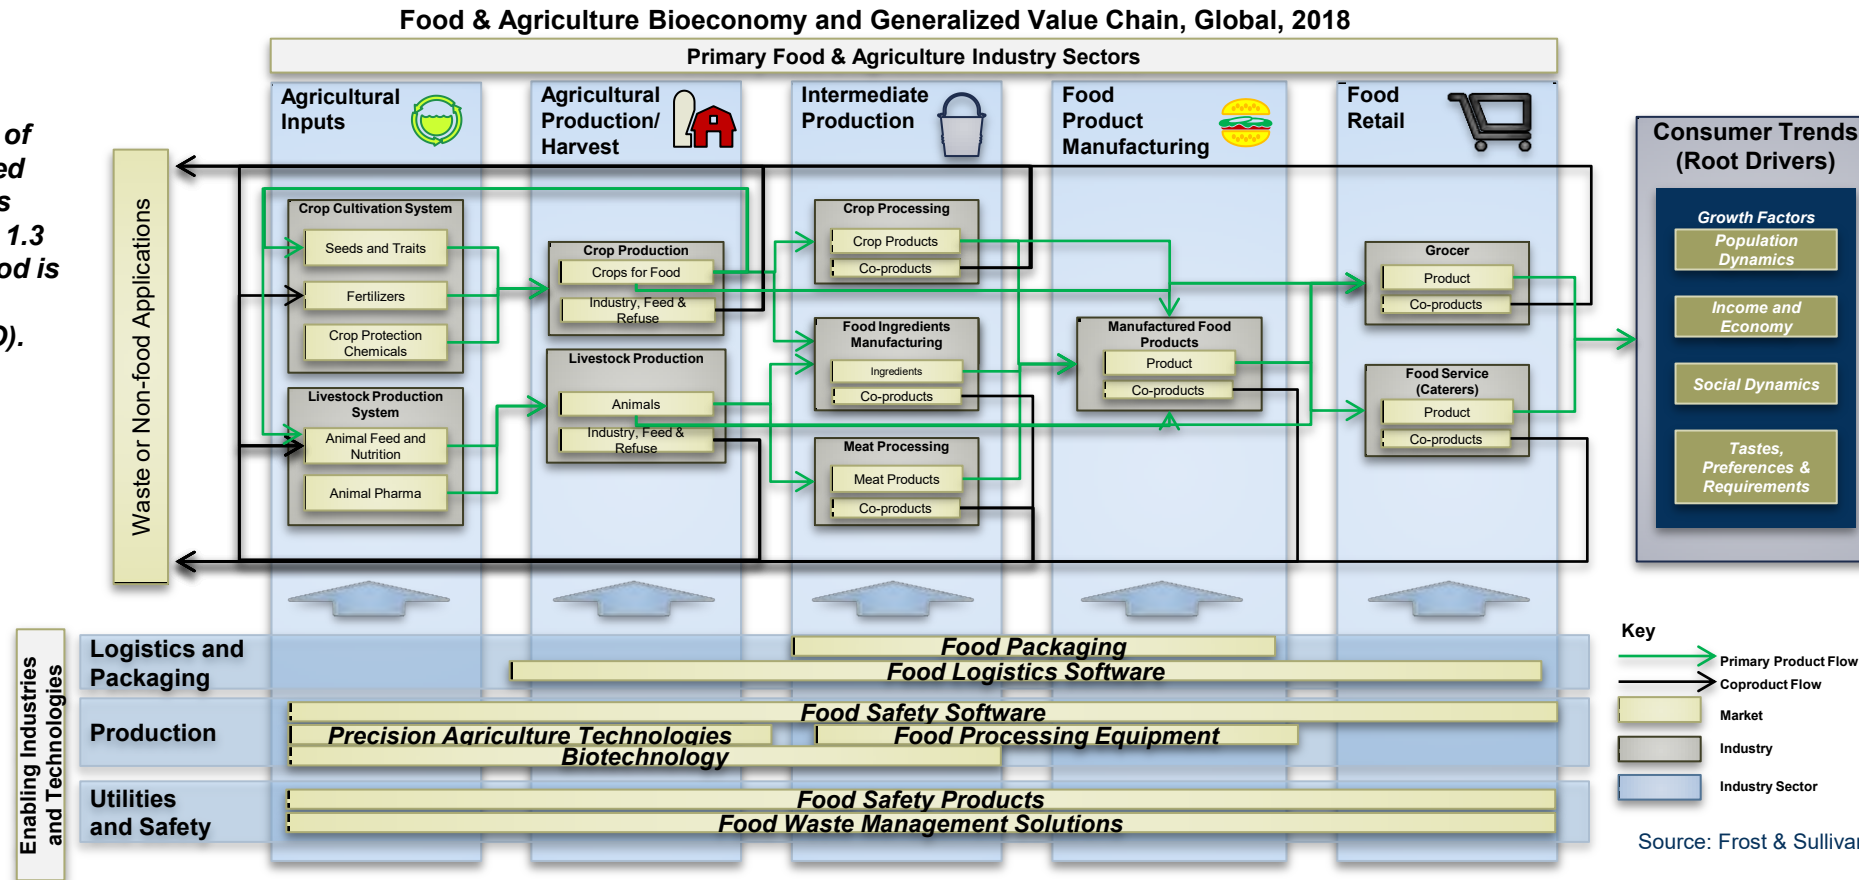 Food & Agriculture Bioeconomy and Generalized Value Chain, Global, 2018
Primary Food & Agriculture Industry Sectors
of
ed
s
1.3
od is
).
Waste or Non-food Applications
Agricultural
Inputs
Crop Cultivation System
Seeds and Traits
Fertilizers
Crop Protection
Chemicals
Livestock Production
System
Animal Feed and
Nutrition
Animal Pharma
Agricultural
Production/
Harvest
Crop Production
Crops for Food
Industry, Feed &
Refuse
Livestock Production
Animals
Industry, Feed &
Refuse
Intermediate
Production
Crop Processing
Crop Products
Co-products
Food Ingredients
Manufacturing
Ingredients
Co-products
Meat Processing
Meat Products
Co-products
Food
Product
Manufacturing
Manufactured Food
Products
Product
Co-products
Food
Retail
Grocer
Product
Co-products
Food Service
(Caterers)
Product
Co-products
Consumer Trends
(Root Drivers)
Growth Factors
Population
Dynamics
Income and
Economy
Social Dynamics
Tastes,
Preferences &
Requirements
Enabling Industries
and Technologies
Logistics and
Packaging
Food Packaging
Food Logistics Software
Production
Food Safety Software
Precision Agriculture Technologies
Food Processing Equipment
Biotechnology
Utilities
and Safety
Food Safety Products
Food Waste Management Solutions
Key
Primary Product Flow
Coproduct Flow
Market
Industry
Industry Sector
Source: Frost & Sullivan